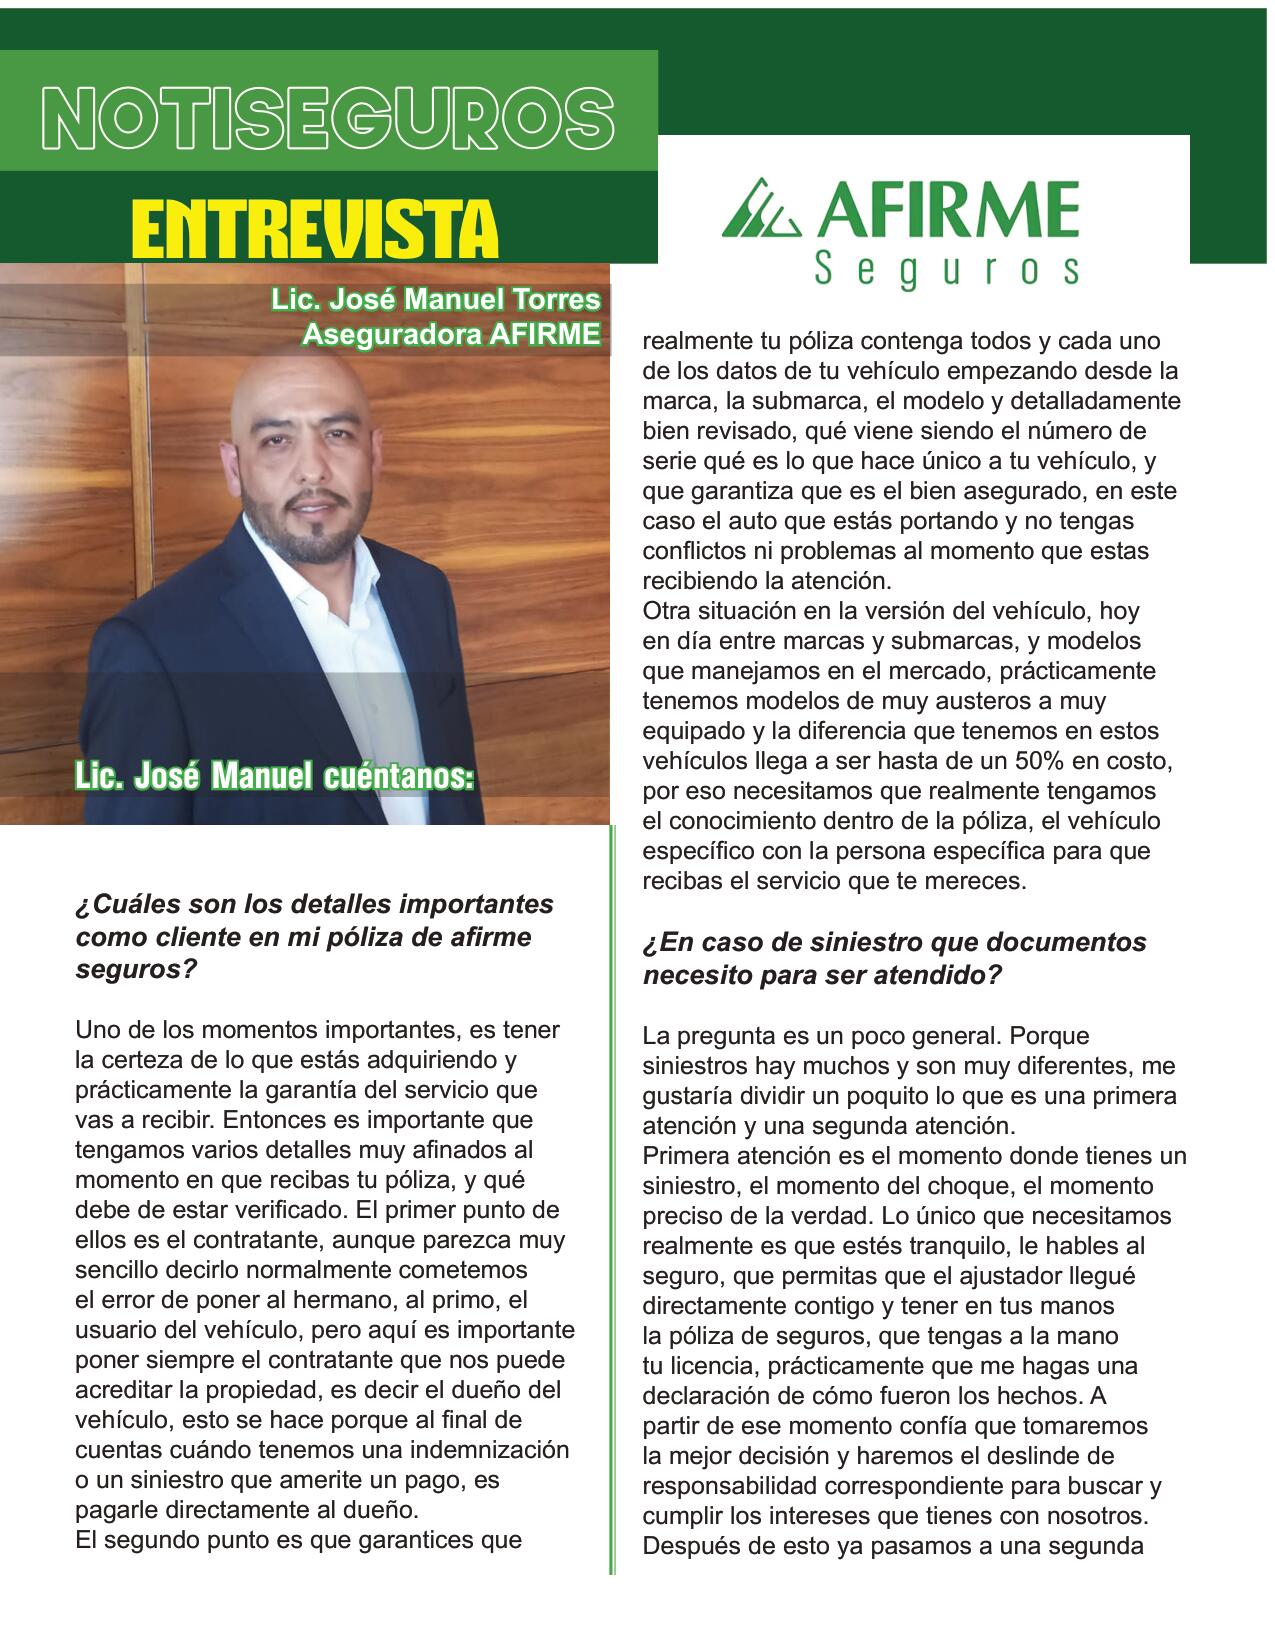 NOTISEGUROS
ENTREVISTA
AFIRME
Seguros
Lic. José Manuel Torres
Aseguradora AFIRME
Lic. José Manuel cuéntanos:
¿Cuáles son los detalles importantes
como cliente en mi póliza de afirme
seguros?
Uno de los momentos importantes, es tener
la certeza de lo que estás adquiriendo y
prácticamente la garantía del servicio que
vas a recibir. Entonces es importante que
tengamos varios detalles muy afinados al
momento en que recibas tu póliza, y qué
debe de estar verificado. El primer punto de
ellos es el contratante, aunque parezca muy
sencillo decirlo normalmente cometemos
el error de poner al hermano, al primo, el
usuario del vehículo, pero aquí es importante
poner siempre el contratante que nos puede
acreditar la propiedad, es decir el dueño del
vehículo, esto se hace porque al final de
cuentas cuándo tenemos una indemnización
o un siniestro que amerite un pago, es
pagarle directamente al dueño.
El segundo punto es que garantices que
realmente tu póliza contenga todos y cada uno
de los datos de tu vehículo empezando desde la
marca, la submarca, el modelo y detalladamente
bien revisado, qué viene siendo el número de
serie qué es lo que hace único a tu vehículo, y
que garantiza que es el bien asegurado, en este
caso el auto que estás portando y no tengas
conflictos ni problemas al momento que estas
recibiendo la atención.
Otra situación en la versión del vehículo, hoy
en día entre marcas y submarcas, y modelos
que manejamos en el mercado, prácticamente
tenemos modelos de muy austeros a muy
equipado y la diferencia que tenemos en estos
vehículos llega a ser hasta de un 50% en costo,
por eso necesitamos que realmente tengamos
el conocimiento dentro de la póliza, el vehículo
específico con la persona específica para que
recibas el servicio que te mereces.
¿En caso de siniestro que documentos
necesito para ser atendido?
La pregunta es un poco general. Porque
siniestros hay muchos y son muy diferentes, me
gustaría dividir un poquito lo que es una primera
atención y una segunda atención.
Primera atención es el momento donde tienes un
siniestro, el momento del choque, el momento
preciso de la verdad. Lo único que necesitamos
realmente es que estés tranquilo, le hables al
seguro, que permitas que el ajustador llegué
directamente contigo y tener en tus manos
la póliza de seguros, que tengas a la mano
tu licencia, prácticamente que me hagas una
declaración de cómo fueron los hechos. A
partir de ese momento confía que tomaremos
la mejor decisión y haremos el deslinde de
responsabilidad correspondiente para buscar y
cumplir los intereses que tienes con nosotros.
Después de esto ya pasamos a una segunda